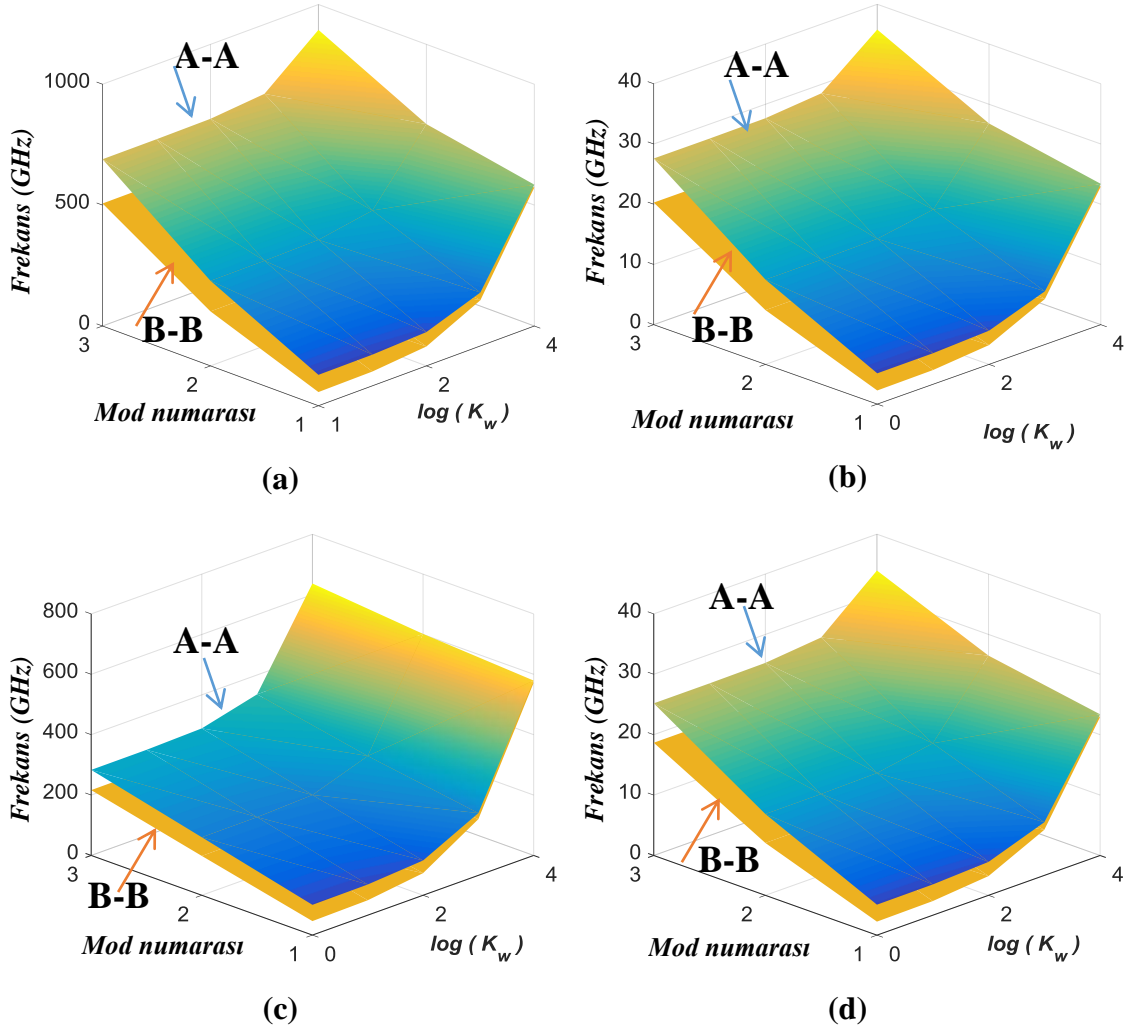 A-A
1000
500
0
Frekans (GHz)
B-B
3
2
1
Mod numarası
1
2
4
log ( K_w )
(a)
A-A
40
30
20
10
0
Frekans (GHz)
B-B
3
2
1
Mod numarası
0
2
4
log ( K_w )
(b)
A-A
800
600
400
200
0
Frekans (GHz)
B-B
3
2
1
Mod numarası
0
2
4
log ( K_w )
(c)
A-A
40
30
20
10
0
Frekans (GHz)
B-B
3
2
1
Mod numarası
0
2
4
log ( K_w )
(d)